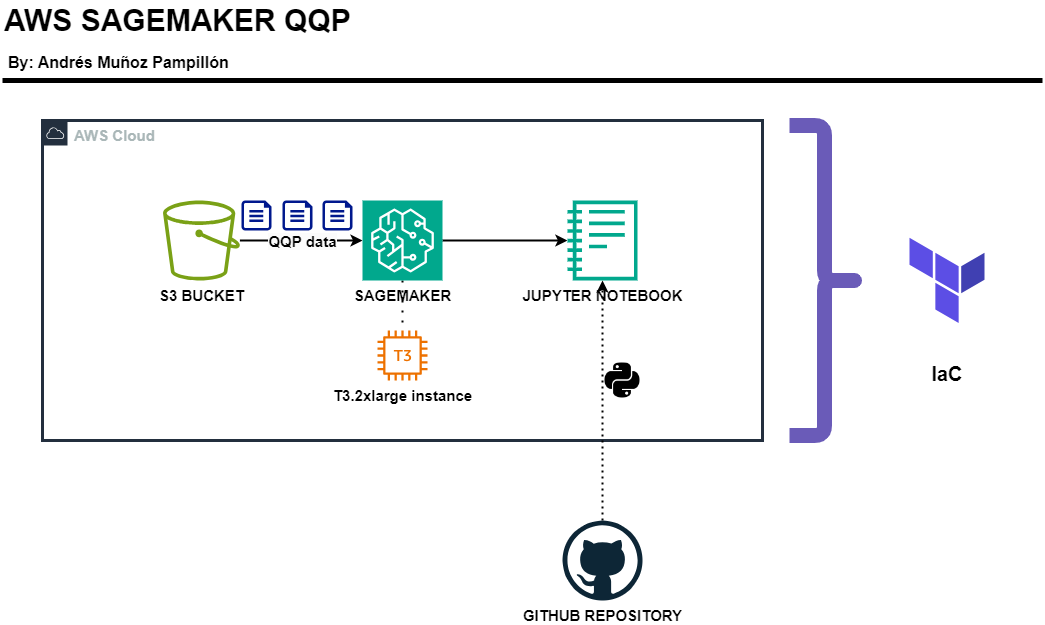 AWS SAGEMAKER QQP
By: Andrés Muñoz Pampillón
AWS Cloud
QQP data
S3 BUCKET
SAGEMAKER
JUPYTER NOTEBOOK
T3
T3.2xlarge instance
IaC
GITHUB REPOSITORY